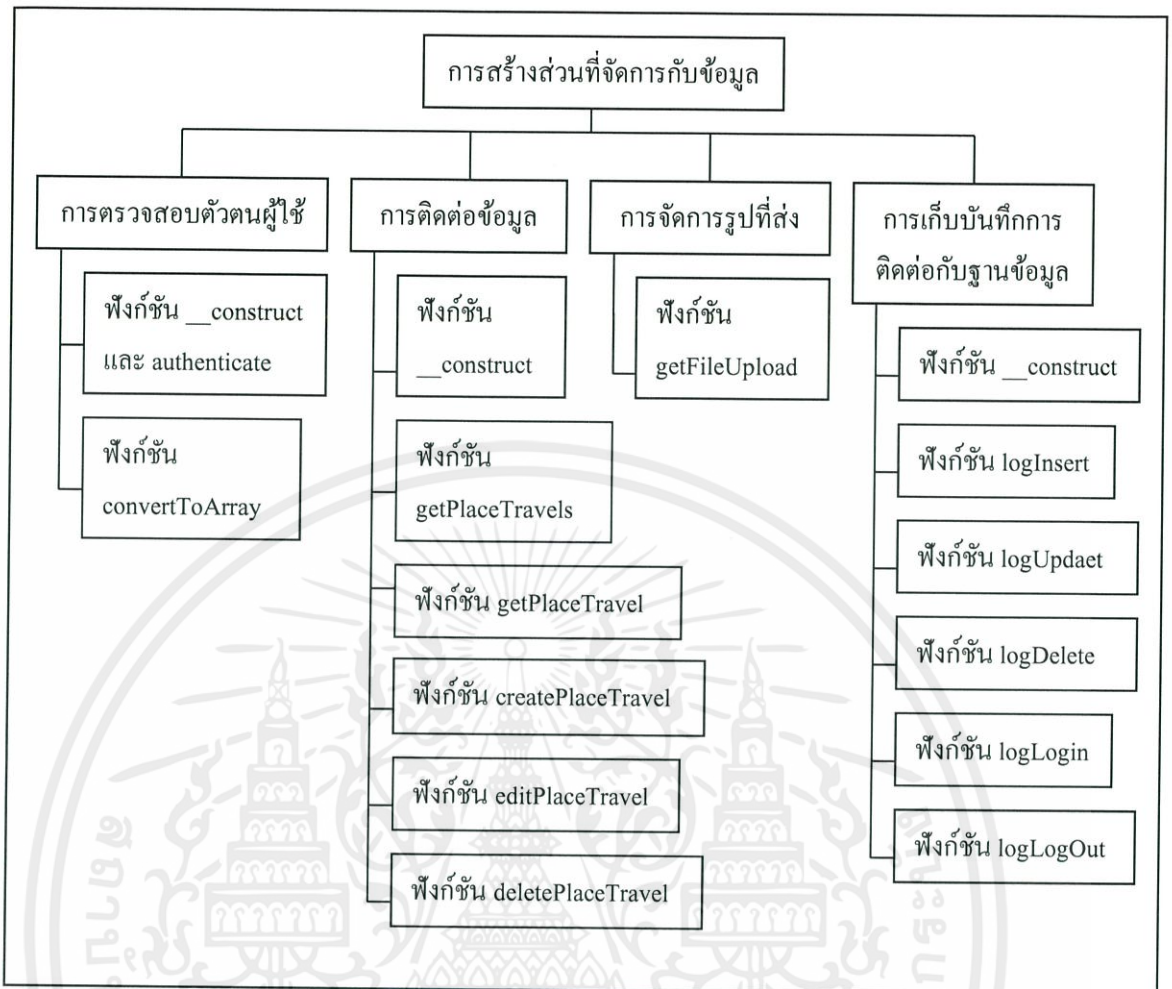 การสร้างส่วนที่จัดการกับข้อมูล
การตรวจสอบตัวตนผู้ใช้
ฟังก์ชัน __construct
และ authenticate
ฟังก์ชัน
convertToArray
การติดต่อข้อมูล
ฟังก์ชัน
__construct
ฟังก์ชัน
getPlaceTravels
ฟังก์ชัน getPlaceTravel
ฟังก์ชัน createPlaceTravel
ฟังก์ชัน editPlaceTravel
ฟังก์ชัน deletePlaceTravel
การจัดการรูปที่ส่ง
ฟังก์ชัน
getFileUpload
การเก็บบันทึกการ
ติดต่อกับฐานข้อมูล
ฟังก์ชัน __construct
ฟังก์ชัน logInsert
ฟังก์ชัน logUpdaet
ฟังก์ชัน logDelete
ฟังก์ชัน logLogin
ฟังก์ชัน logLogOut